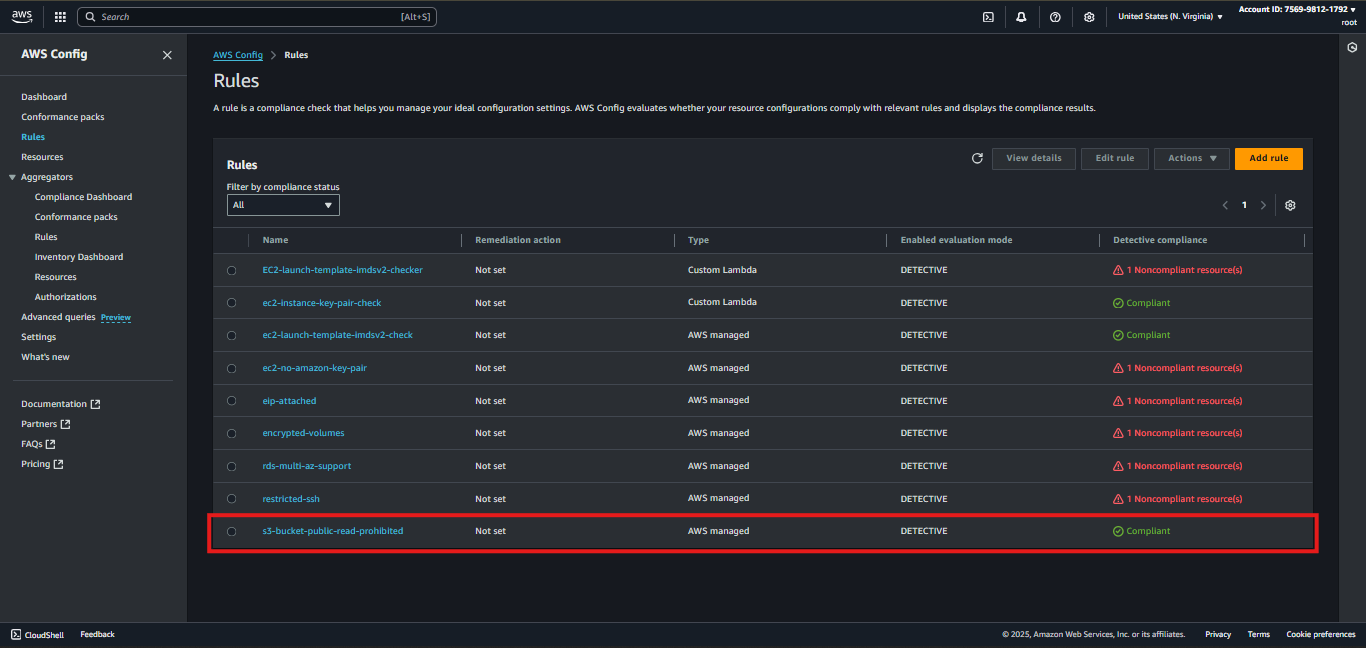 aws Search [Alt+S] United States (N. Virginia) ▼ Account ID: 7569-9812-1792 ▼
root
AWS Config
Dashboard
Conformance packs
Rules
Resources
Aggregators
Compliance Dashboard
Conformance packs
Rules
Inventory Dashboard
Resources
Authorizations
Advanced queries Preview
Settings
What's new
Documentation
Partners
FAQs
Pricing
AWS Config > Rules
Rules
A rule is a compliance check that helps you manage your ideal configuration settings. AWS Config evaluates whether your resource configurations comply with relevant rules and displays the compliance results.
Rules View details Edit rule Actions ▼ Add rule
Filter by compliance status
All ▼ < 1 >
Name Remediation action Type Enabled evaluation mode Detective compliance
EC2-launch-template-imdsv2-checker Not set Custom Lambda DETECTIVE 1 Noncompliant resource(s)
ec2-instance-key-pair-check Not set Custom Lambda DETECTIVE Compliant
ec2-launch-template-imdsv2-check Not set AWS managed DETECTIVE Compliant
ec2-no-amazon-key-pair Not set AWS managed DETECTIVE 1 Noncompliant resource(s)
eip-attached Not set AWS managed DETECTIVE 1 Noncompliant resource(s)
encrypted-volumes Not set AWS managed DETECTIVE 1 Noncompliant resource(s)
rds-multi-az-support Not set AWS managed DETECTIVE 1 Noncompliant resource(s)
restricted-ssh Not set AWS managed DETECTIVE 1 Noncompliant resource(s)
s3-bucket-public-read-prohibited Not set AWS managed DETECTIVE Compliant
CloudShell Feedback © 2025, Amazon Web Services, Inc. or its affiliates. Privacy Terms Cookie preferences